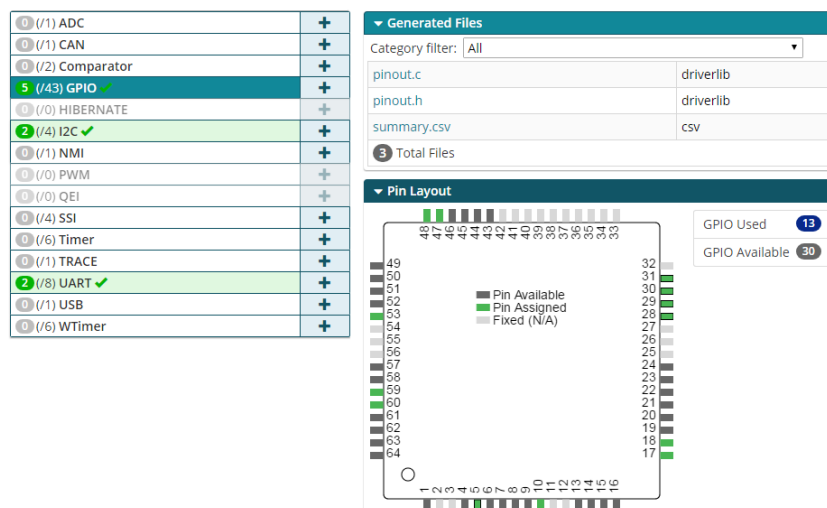 0 (/1) ADC +
0 (/1) CAN +
0 (/2) Comparator +
5 (/43) GPIO ✓ +
0 (/0) HIBERNATE +
2 (/4) I2C ✓ +
0 (/1) NMI +
0 (/0) PWM +
0 (/0) QEI +
0 (/4) SSI +
0 (/6) Timer +
0 (/1) TRACE +
2 (/8) UART ✓ +
0 (/1) USB +
0 (/6) WTimer +
Generated Files
Category filter: All
pinout.c driverlib
pinout.h driverlib
summary.csv csv
3 Total Files
Pin Layout
GPIO Used 13
GPIO Available 30
48 47 46 45 44 43 42 41 40 39 38 37 36 35 34 33
49 32
50 31
51 30
52 29
53 28
54 27
55 26
56 25
57 24
58 23
59 22
60 21
61 20
62 19
63 18
64 17
Pin Available
Pin Assigned
Fixed (N/A)
1 2 3 4 5 6 7 8 9 10 11 12 13 14 15 16